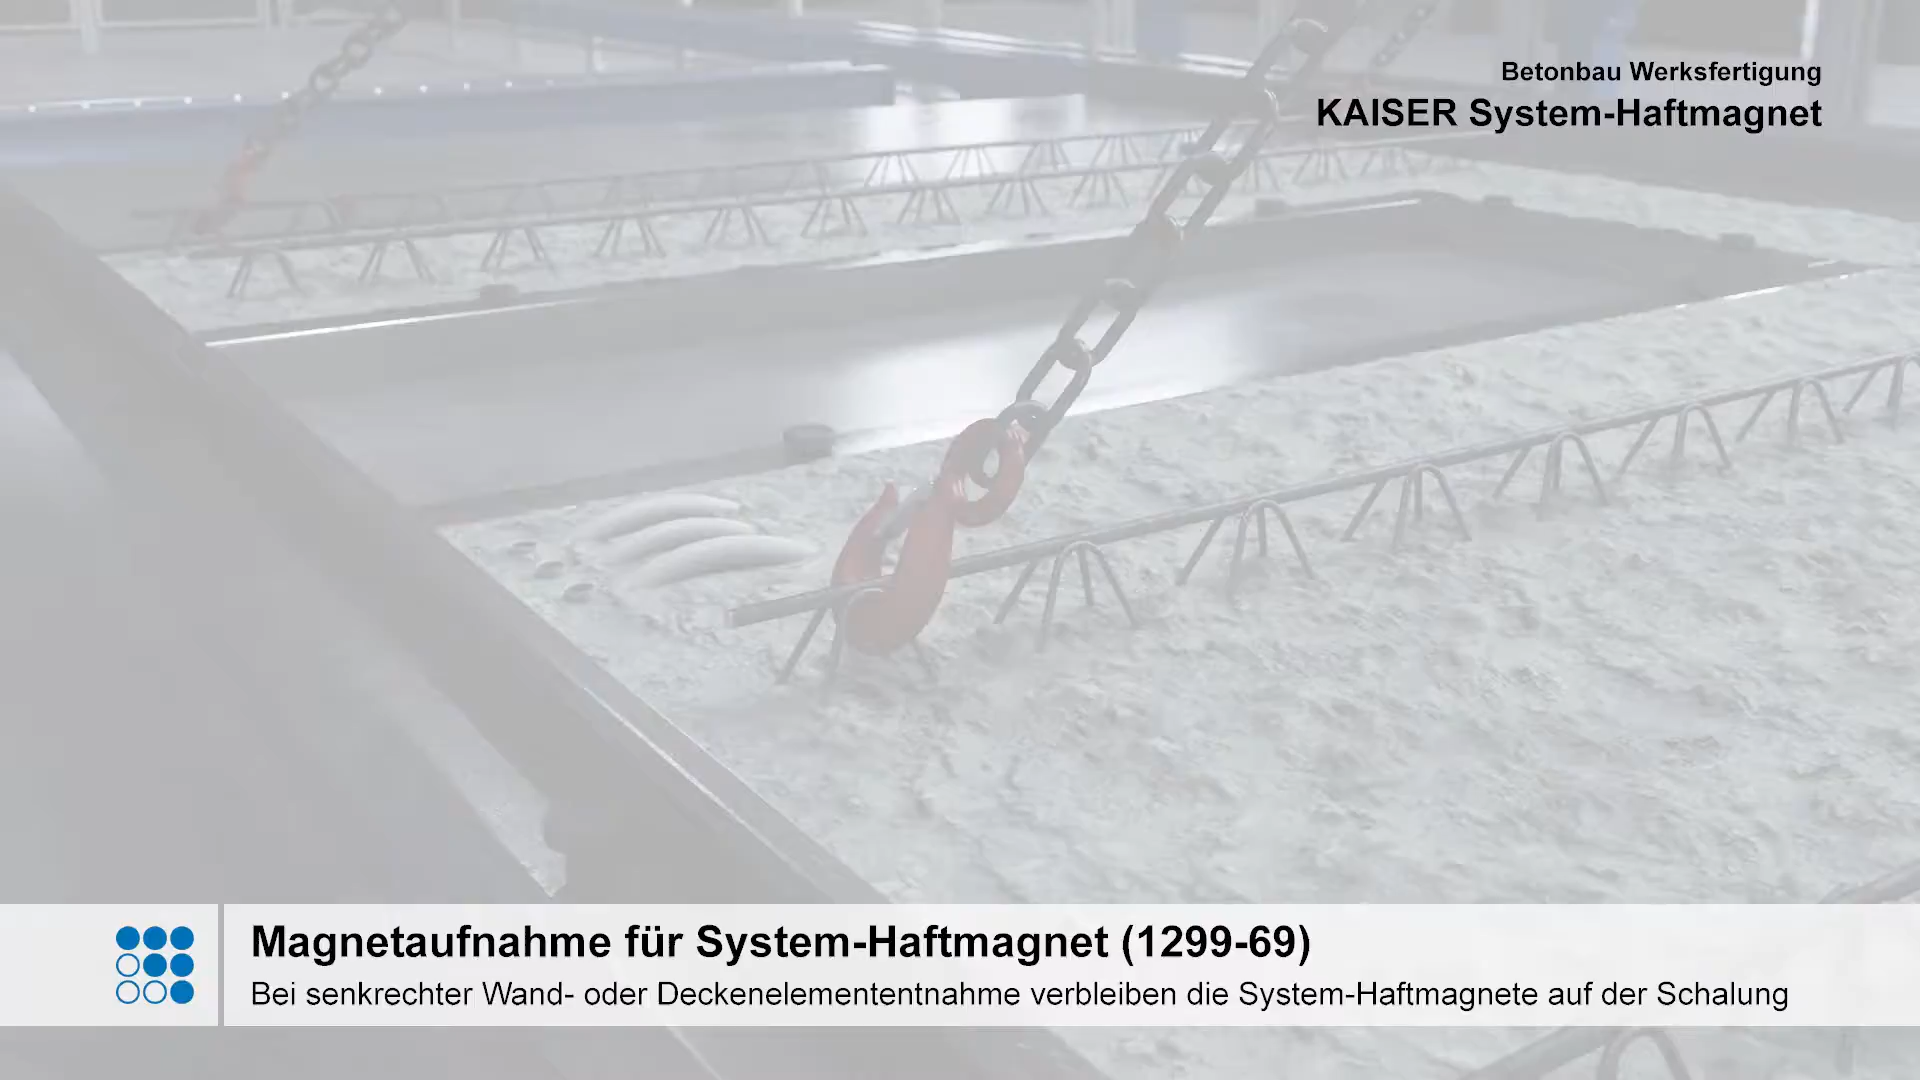 Betonbau Werksfertigung
KAISER System-Haftmagnet
Magnetaufnahme für System-Haftmagnet (1299-69)
Bei senkrechter Wand- oder Deckenelemententnahme verbleiben die System-Haftmagnete auf der Schalung